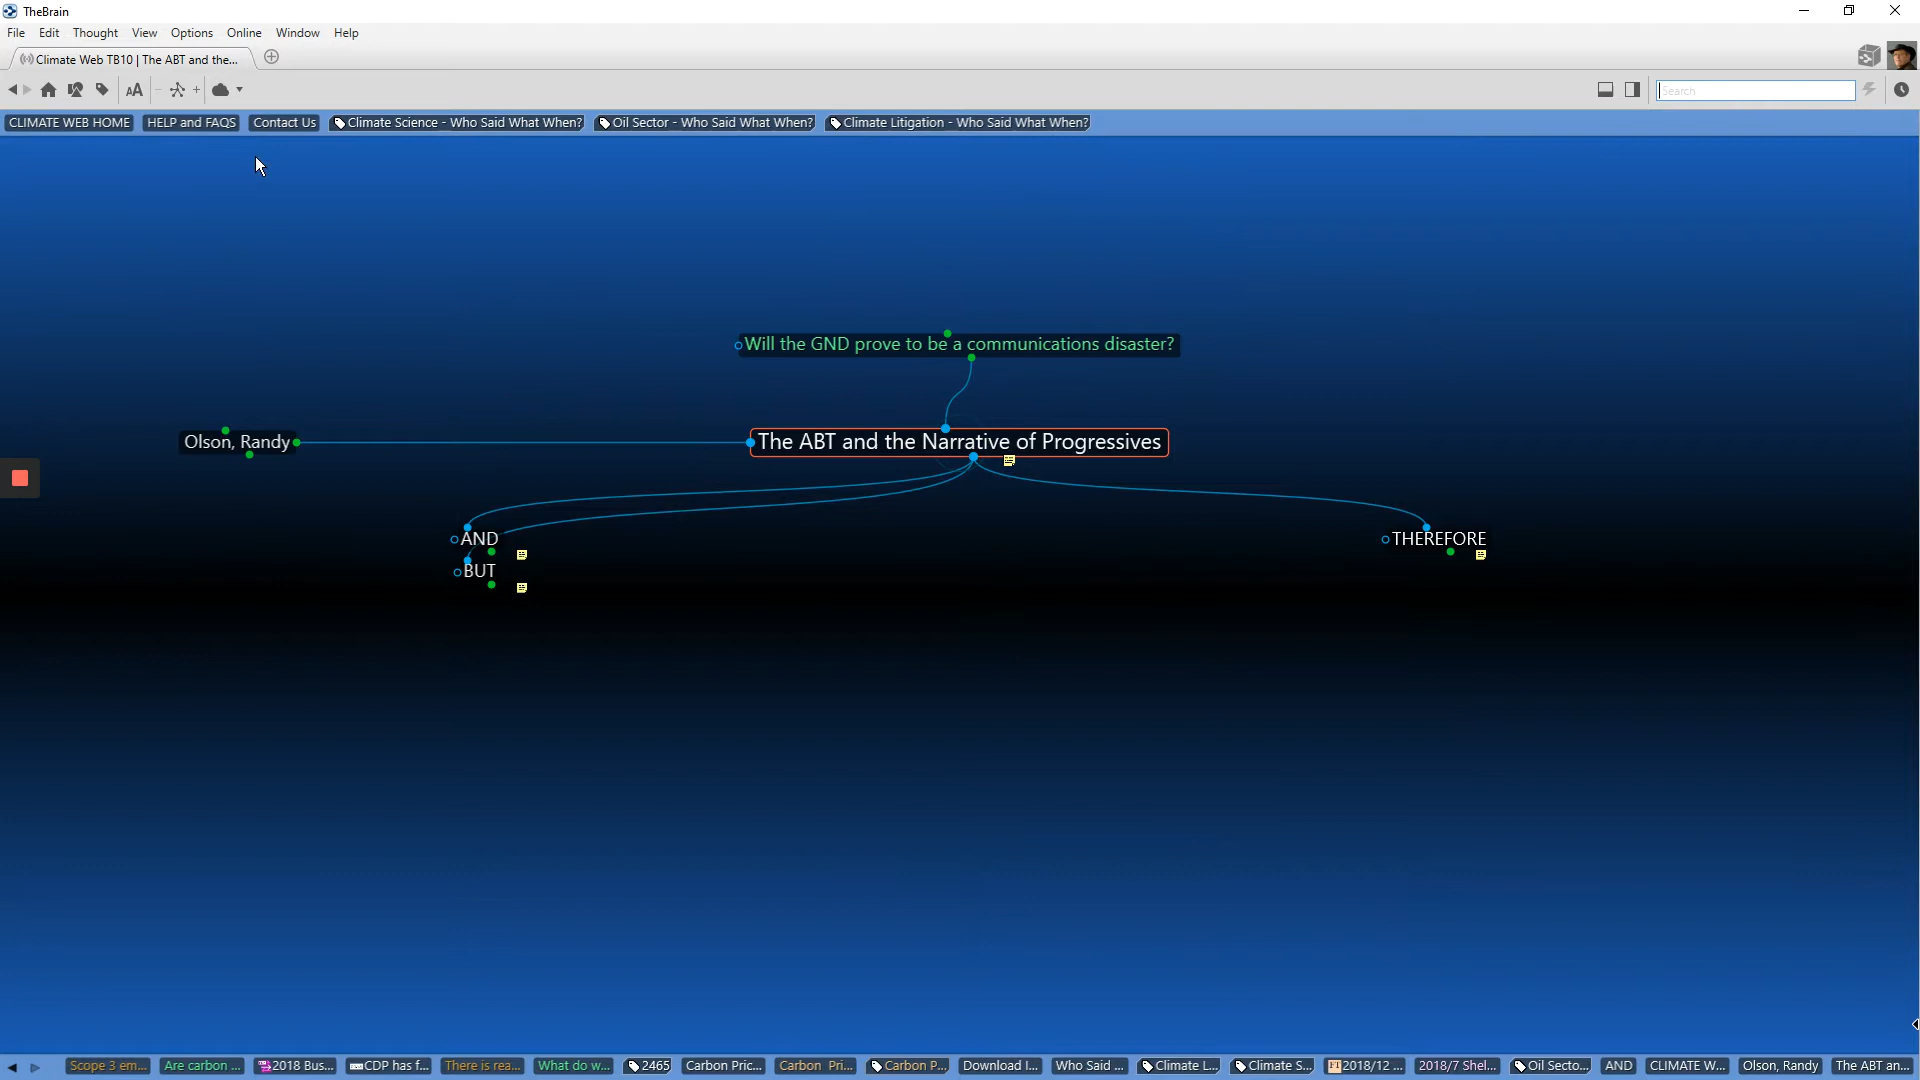 TheBrain
File Edit Thought View Options Online Window Help
Climate Web TB10 | The ABT and the...
AA
Search
CLIMATE WEB HOME HELP and FAQS Contact Us Climate Science - Who Said What When? Oil Sector - Who Said What When? Climate Litigation - Who Said What When?
Will the GND prove to be a communications disaster?
Olson, Randy The ABT and the Narrative of Progressives
AND THEREFORE
BUT
Scope 3 em... Are carbon ... 2018 Bus... CDP has f... There is rea... What do w... 2465 Carbon Pric... Carbon Pri... Carbon P... Download I... Who Said ... Climate L... Climate S... FT 2018/12 ... 2018/7 Shel... Oil Secto... AND CLIMATE W... Olson, Randy The ABT an...